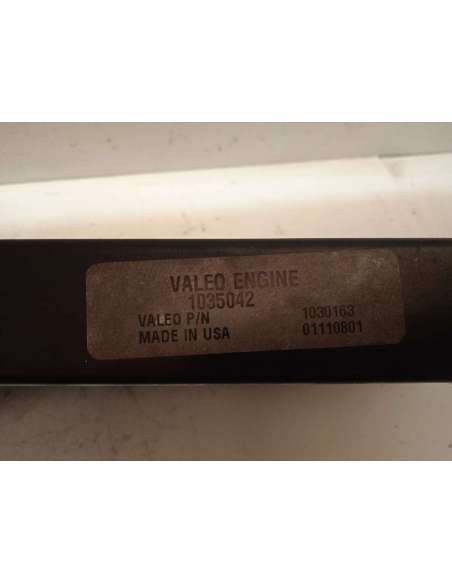 VALEO ENGINE
1035042
VALEO P/N 1030163
MADE IN USA 01110801